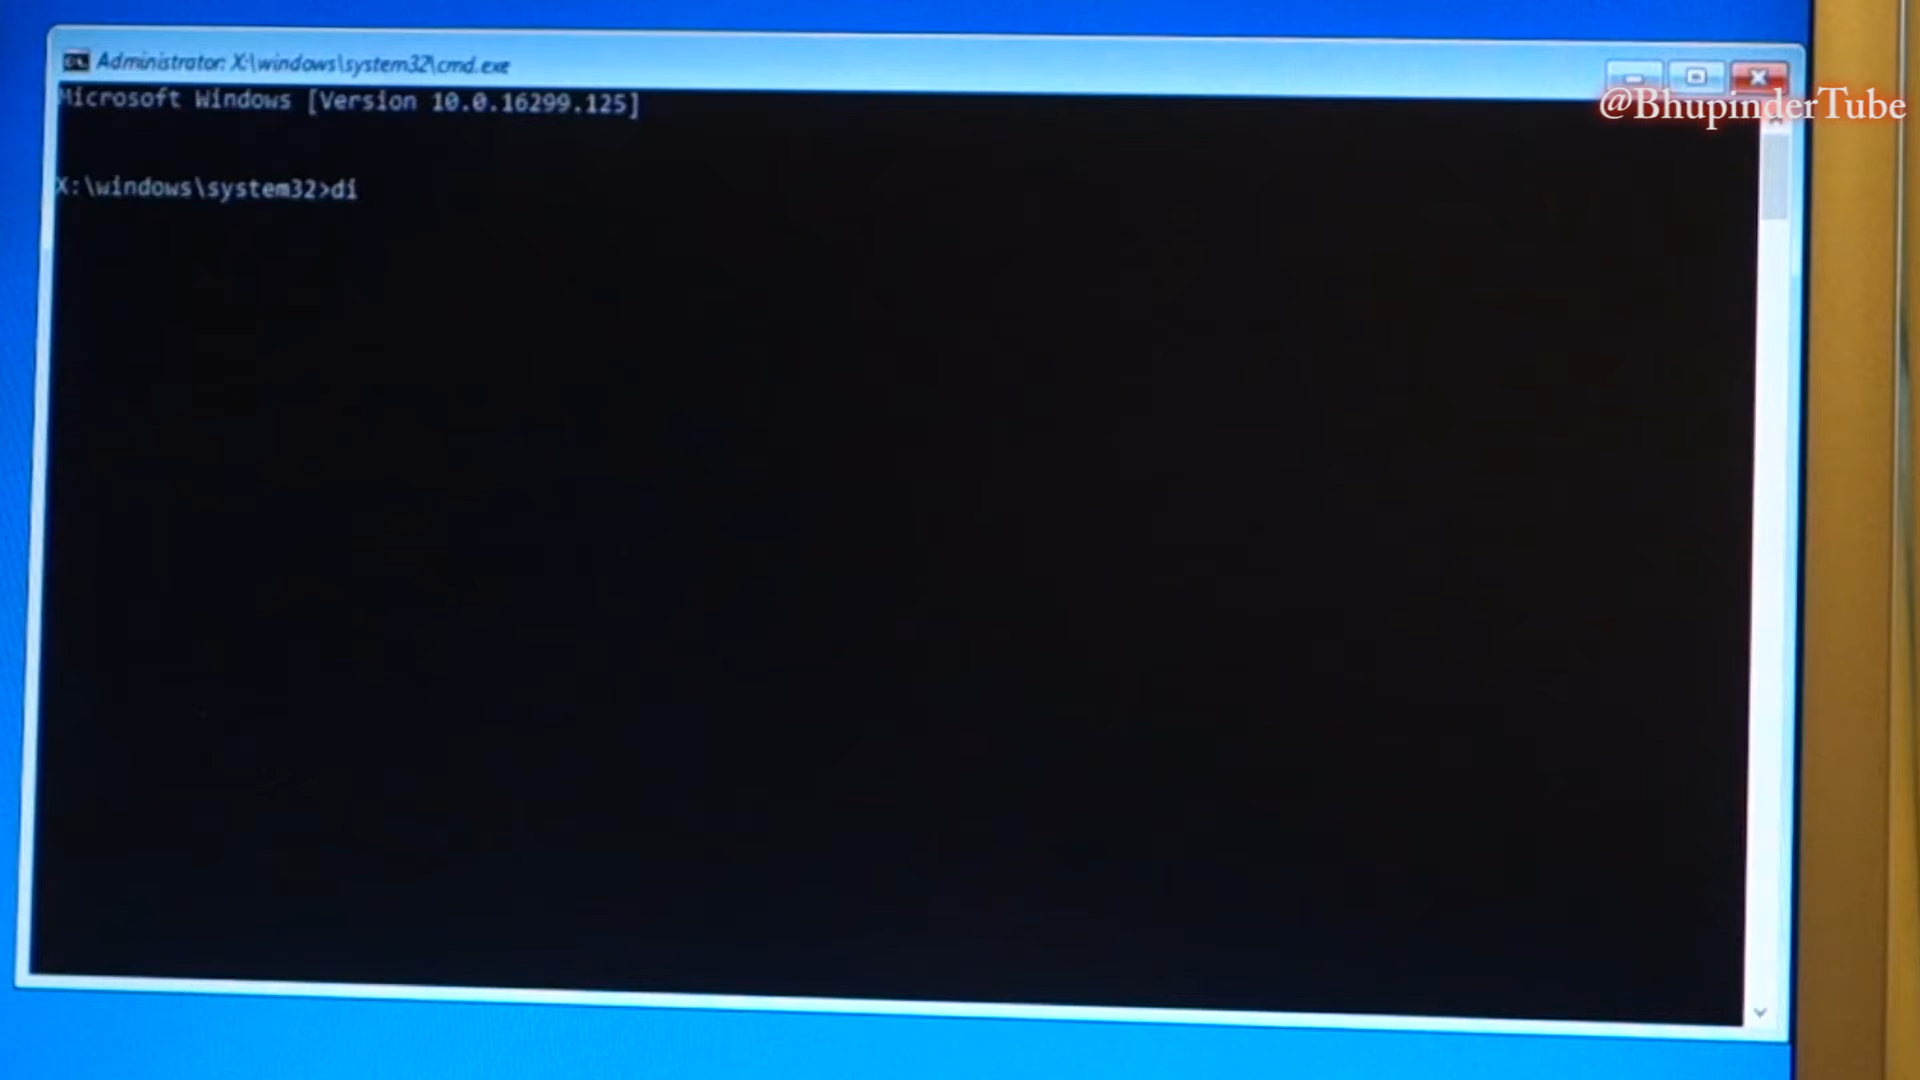 Administrator: X:\windows\system32\cmd.exe
Microsoft Windows [Version 10.0.16299.125]
@BhupinderTube
X:\windows\system32>di